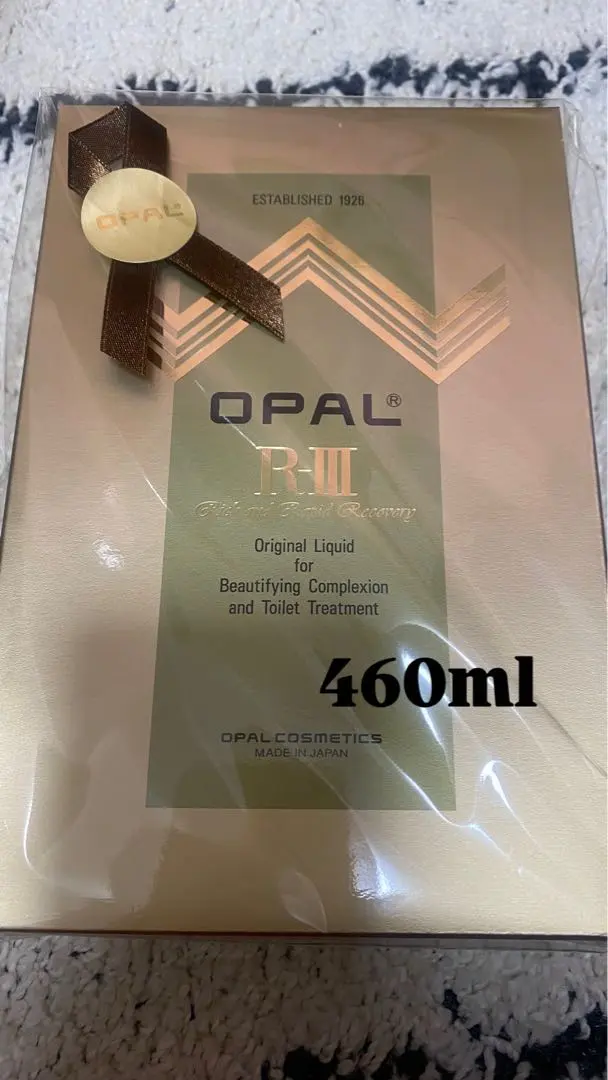 ESTABLISHED 1926
OPAL
OPAL®
R-III
Rich and Rapid Recovery
Original Liquid
for
Beautifying Complexion
and Toilet Treatment
460ml
OPAL COSMETICS
MADE IN JAPAN